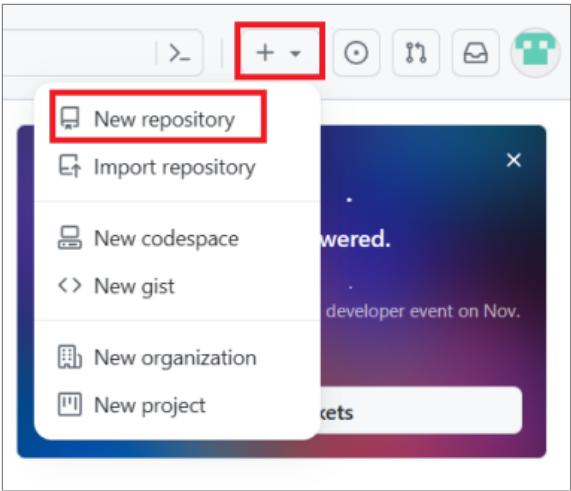 New repository
Import repository
New codespace
wered.
New gist
developer event on Nov.
New organization
New project
kets